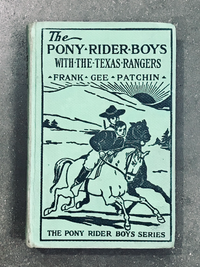 The
PONY·RIDER·BOYS
WITH·THE·TEXAS·RANGERS
FRANK GEE PATCHIN
THE PONY RIDER BOYS SERIES